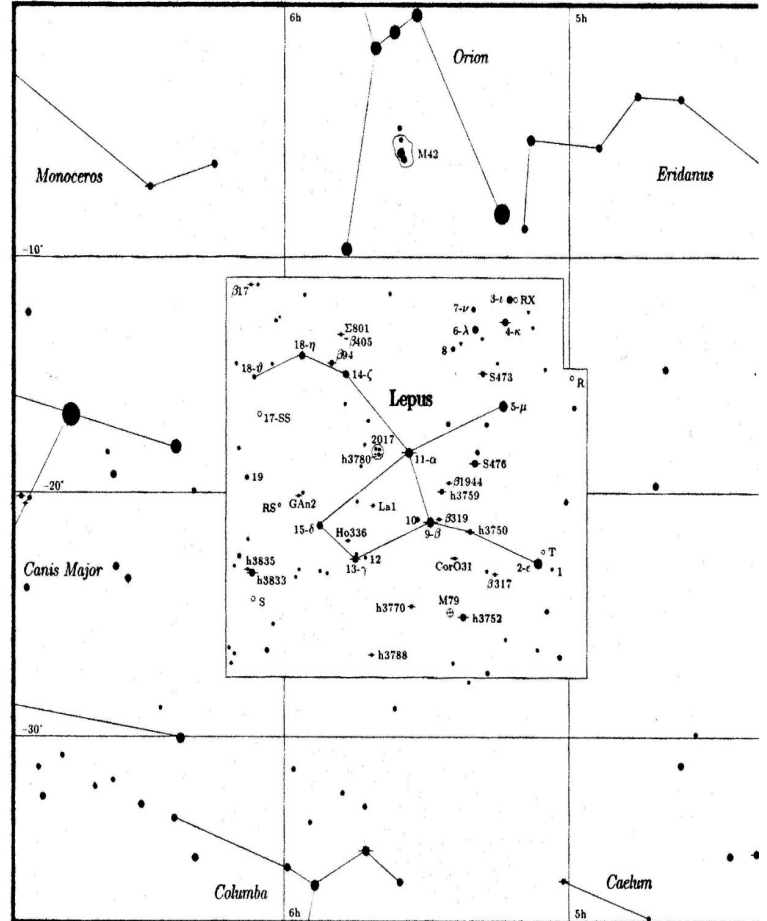 6h
5h
Orion
M42
Monoceros
Eridanus
-10°
β17
3-ι RX
7-ν
Σ801
6-λ
4-κ
β405
18-η
β94
8
18-ϑ
14-ζ
S473
R
Lepus
5-μ
17-SS
2017
h3780
11-α
S476
19
β1944
-20°
GAn2
h3759
RS
La1
10
β319
15-δ
Ho336
9-β
h3750
T
h3835
12
CorO31
2-ε
1
Canis Major
h3833
13-γ
β317
S
h3770
M79
h3752
h3788
-30°
Columba
Caelum
6h
5h